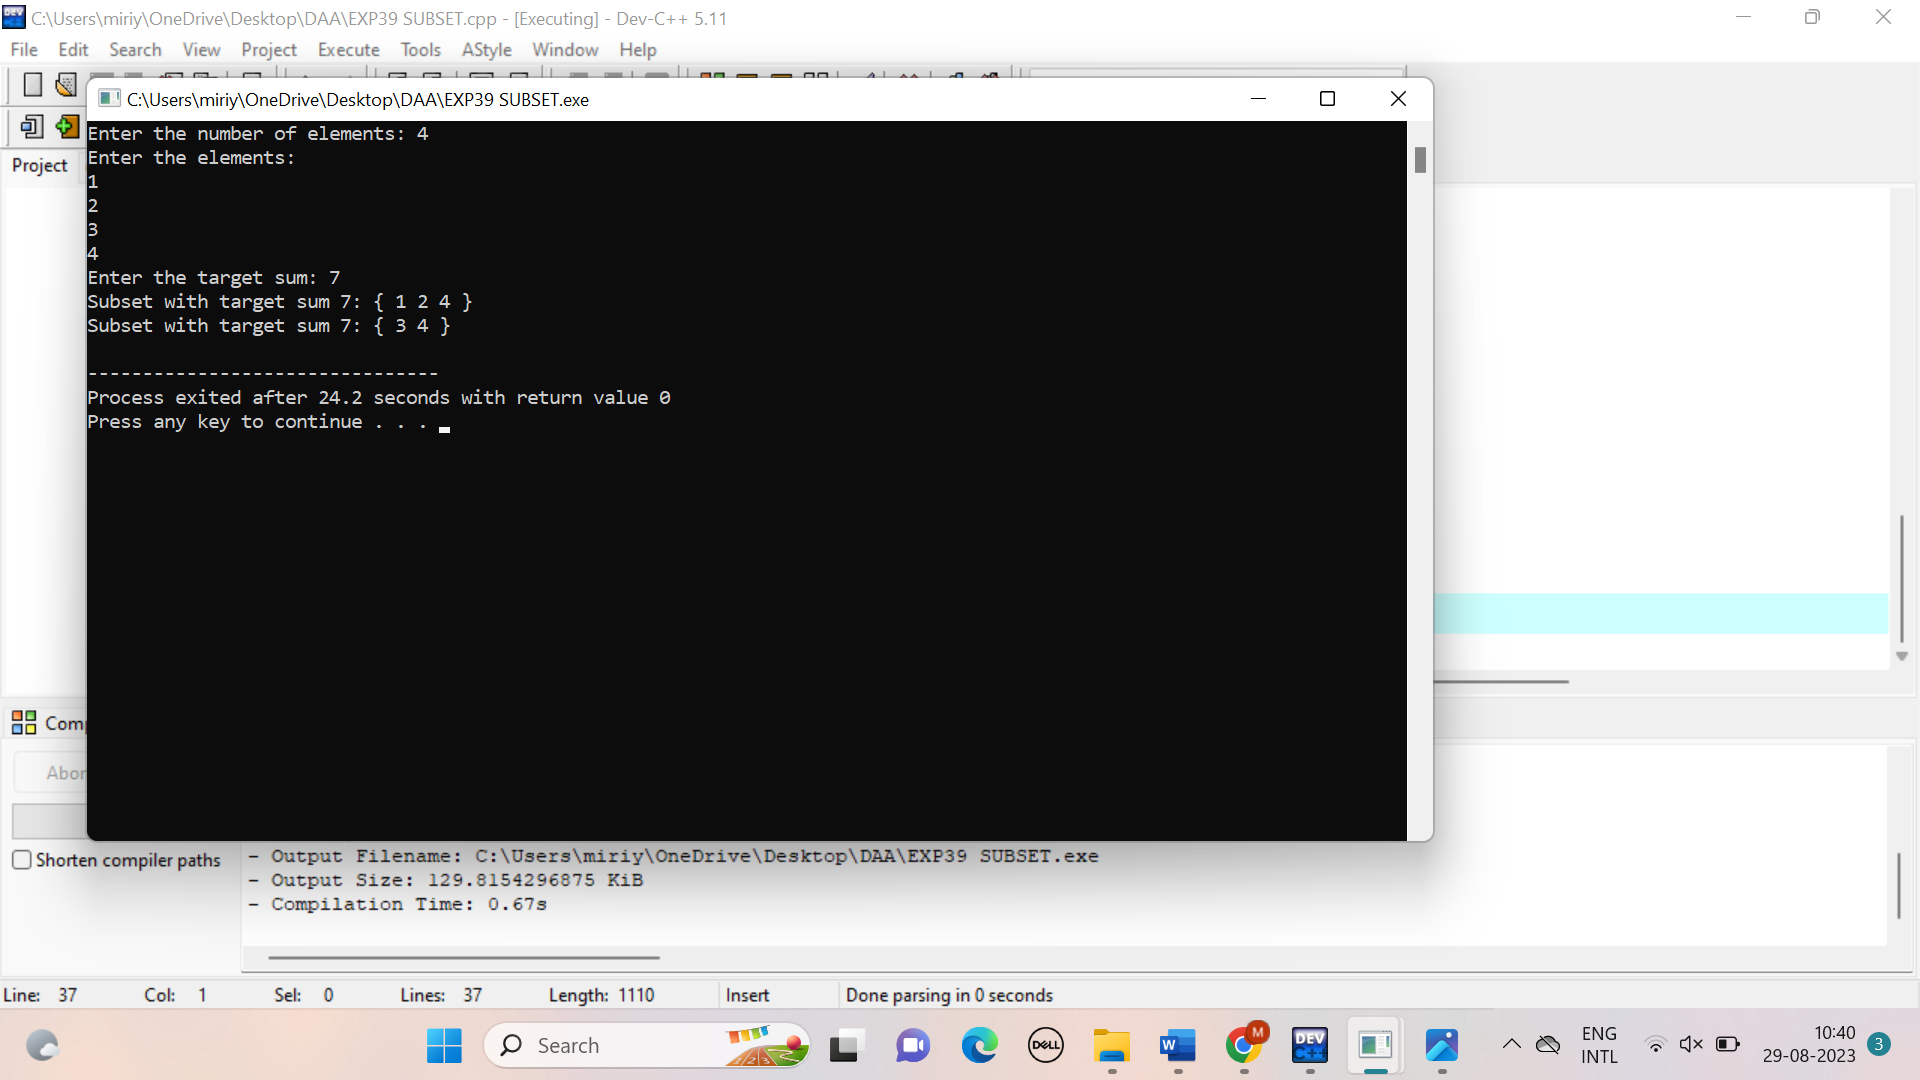 C:\Users\miriy\OneDrive\Desktop\DAA\EXP39 SUBSET.cpp - [Executing] - Dev-C++ 5.11
File Edit Search View Project Execute Tools AStyle Window Help
C:\Users\miriy\OneDrive\Desktop\DAA\EXP39 SUBSET.exe
Project
Enter the number of elements: 4
Enter the elements:
1
2
3
4
Enter the target sum: 7
Subset with target sum 7: { 1 2 4 }
Subset with target sum 7: { 3 4 }
--------------------------------
Process exited after 24.2 seconds with return value 0
Press any key to continue . . .
Comp
Abor
Shorten compiler paths
- Output Filename: C:\Users\miriy\OneDrive\Desktop\DAA\EXP39 SUBSET.exe
- Output Size: 129.8154296875 KiB
- Compilation Time: 0.67s
Line: 37 Col: 1 Sel: 0 Lines: 37 Length: 1110 Insert Done parsing in 0 seconds
Search
DELL
W
M
DEV C++
ENG
INTL
10:40
29-08-2023
3